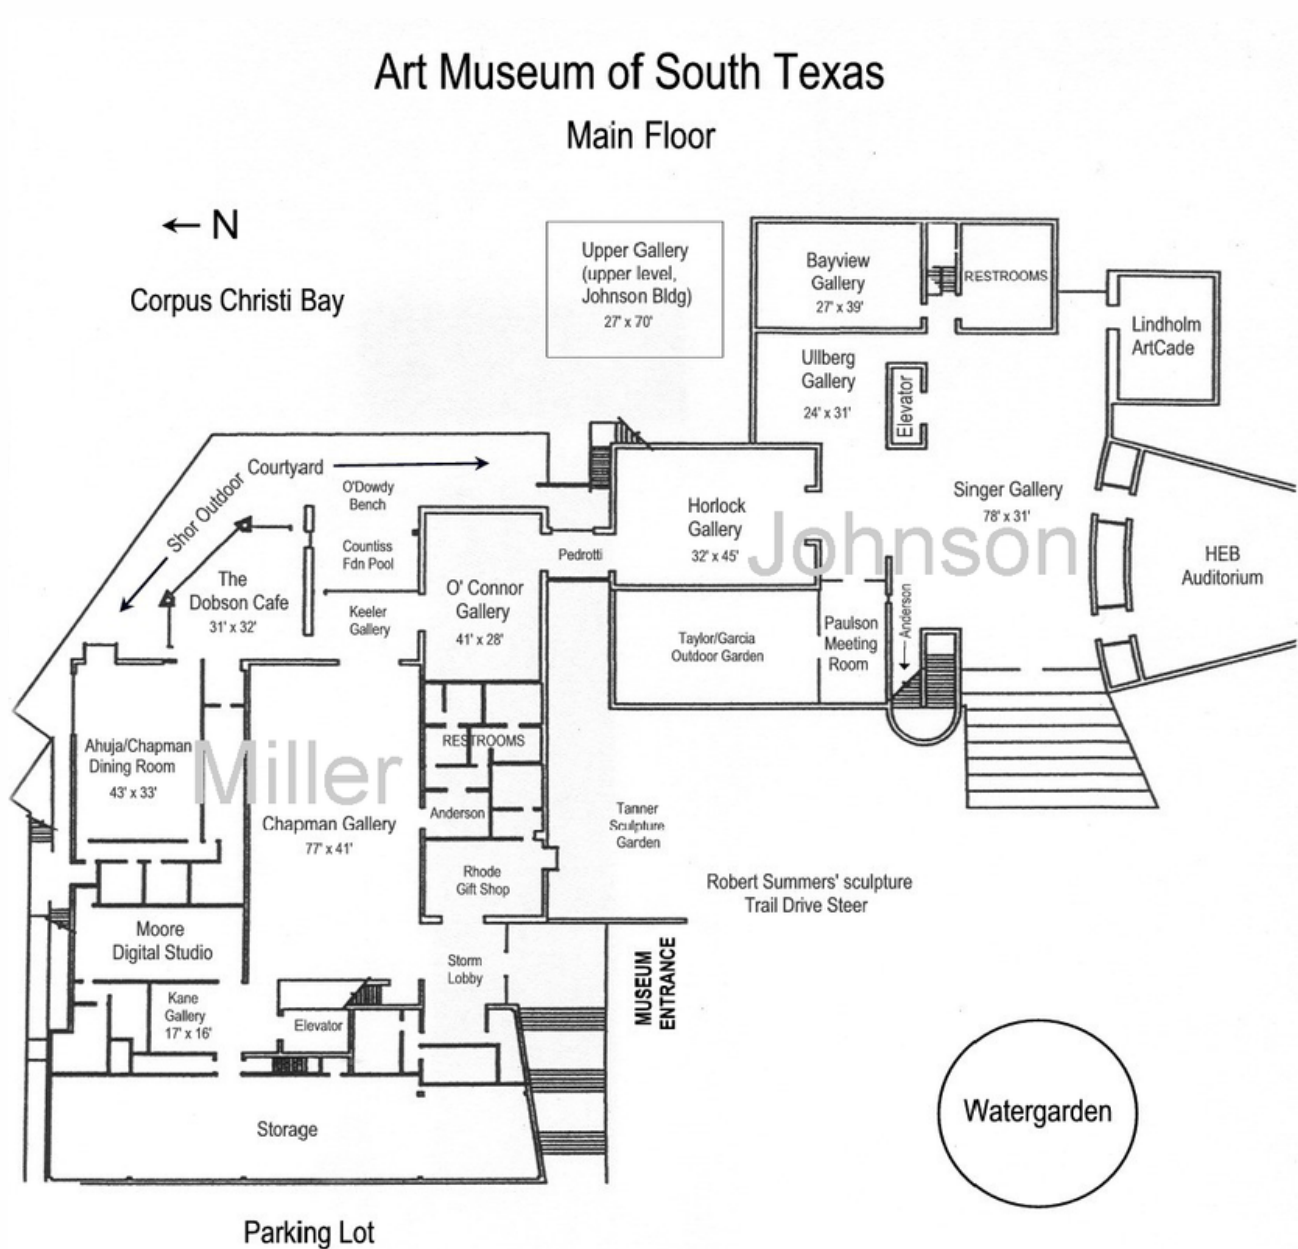 Art Museum of South Texas
Main Floor
← N
Corpus Christi Bay
Upper Gallery
(upper level,
Johnson Bldg)
27' x 70'
Bayview
Gallery
27' x 39'
RESTROOMS
Lindholm
ArtCade
Ullberg
Gallery
24' x 31'
Elevator
Courtyard
Shor Outdoor
O'Dowdy
Bench
Countiss
Fdn Pool
The
Dobson Cafe
31' x 32'
Keeler
Gallery
O' Connor
Gallery
41' x 28'
Pedrotti
Horlock
Gallery
32' x 45'
Johnson
Singer Gallery
78' x 31'
HEB
Auditorium
Taylor/Garcia
Outdoor Garden
Paulson
Meeting
Room
Anderson
Ahuja/Chapman
Dining Room
43' x 33'
Miller
Chapman Gallery
77' x 41'
RESTROOMS
Anderson
Rhode
Gift Shop
Tanner
Sculpture
Garden
Robert Summers' sculpture
Trail Drive Steer
Moore
Digital Studio
Storm
Lobby
MUSEUM
ENTRANCE
Kane
Gallery
17' x 16'
Elevator
Storage
Watergarden
Parking Lot